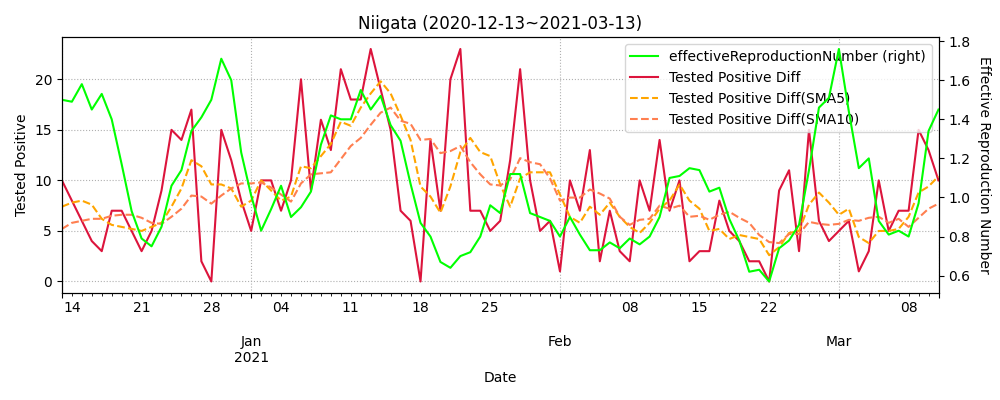 Niigata (2020-12-13~2021-03-13)
effectiveReproductionNumber (right)
Tested Positive Diff
Tested Positive Diff(SMA5)
Tested Positive Diff(SMA10)
Tested Positive
20
15
10
5
0
1.8
1.6
1.4
1.2
1.0
0.8
0.6
Effective Reproduction Number
14 21 28 04 11 18 25 08 15 22 08
Jan Feb Mar
2021
Date